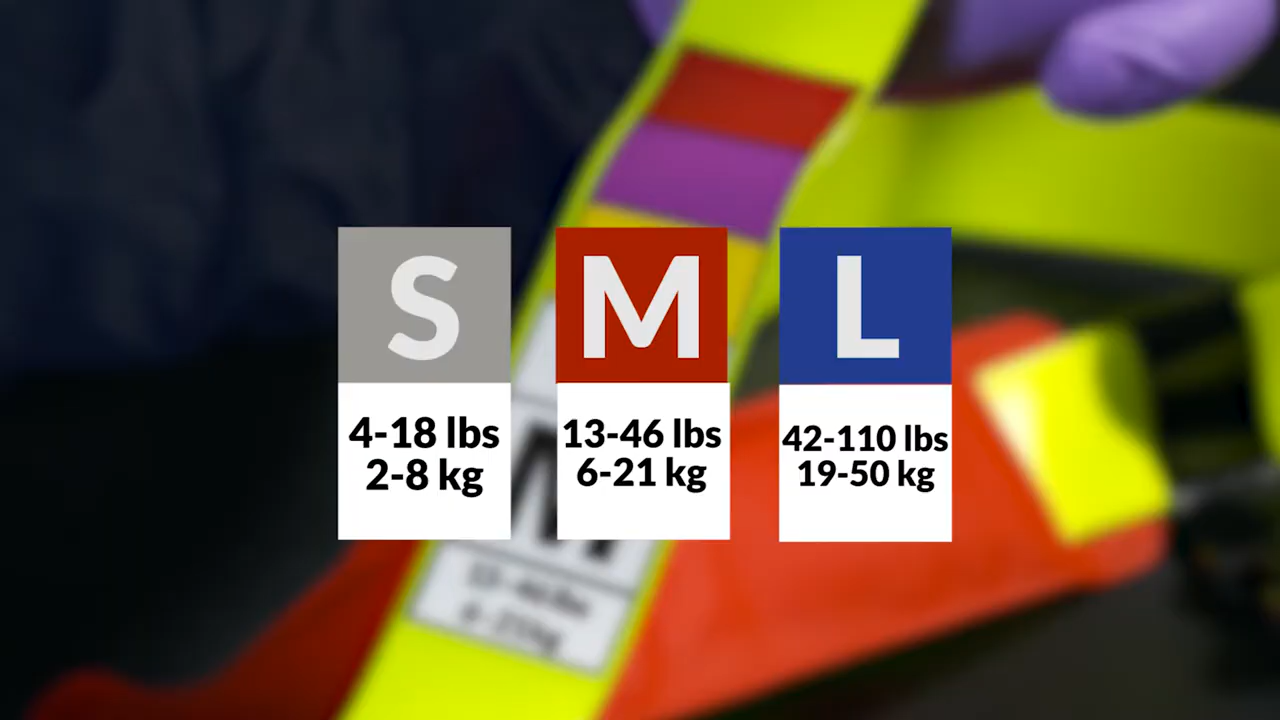 S
4-18 lbs
2-8 kg
M
13-46 lbs
6-21 kg
L
42-110 lbs
19-50 kg
M